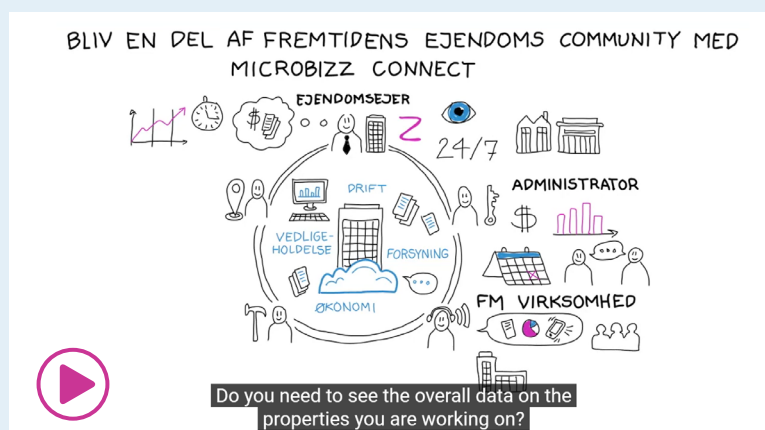 BLIV EN DEL AF FREMTIDENS EJENDOMS COMMUNITY MED
MICROBIZZ CONNECT
EJENDOMSEJER
$
Z
24/7
DRIFT
ADMINISTRATOR
$
VEDLIGE-
HOLDELSE
FORSYNING
ØKONOMI
FM VIRKSOMHED
Do you need to see the overall data on the
properties you are working on?